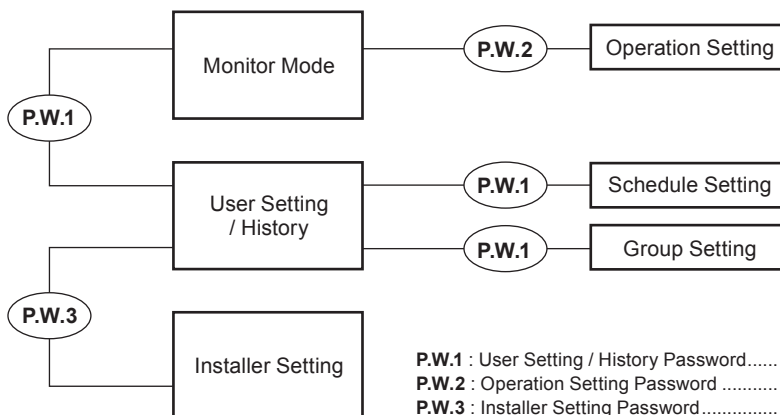 Monitor Mode
P.W.2
Operation Setting
P.W.1
User Setting
/ History
P.W.1
Schedule Setting
P.W.1
Group Setting
P.W.3
Installer Setting
P.W.1 : User Setting / History Password......
P.W.2 : Operation Setting Password ...........
P.W.3 : Installer Setting Password...............